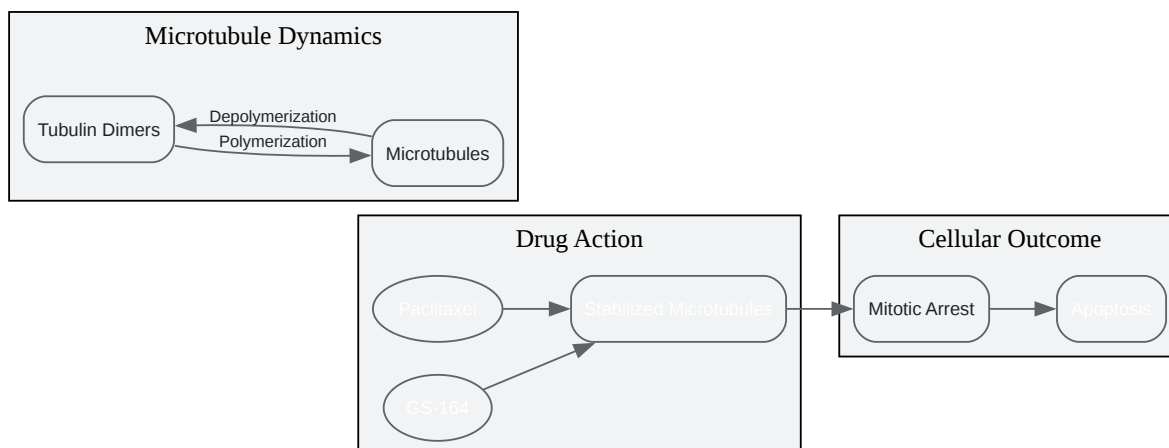 Microtubule Dynamics
Tubulin Dimers
Depolymerization
Polymerization
Microtubules
Drug Action
Paclitaxel
Stabilized Microtubules
GS-164
Cellular Outcome
Mitotic Arrest
Apoptosis